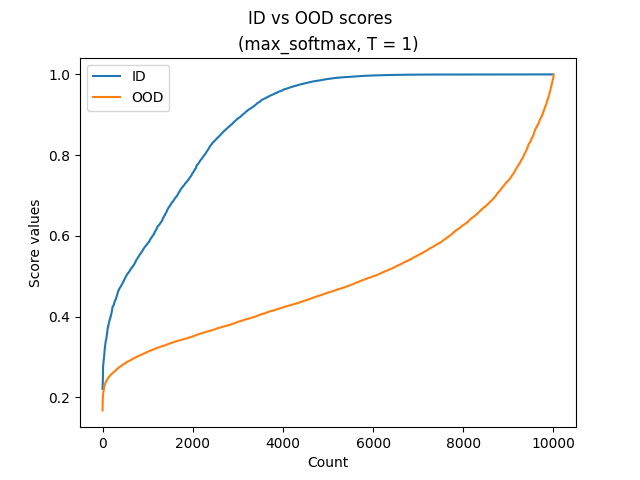 ID vs OOD scores
(max_softmax, T = 1)
ID
OOD
1.0
0.8
0.6
0.4
0.2
Score values
0
2000
4000
6000
8000
10000
Count